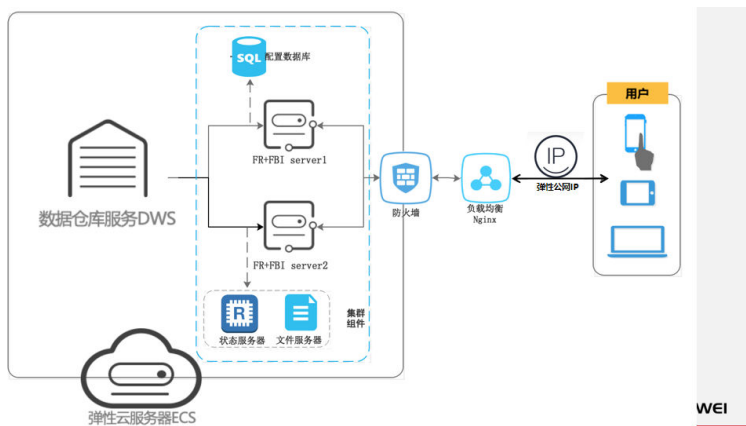 SQL
配置数据库
FR+FBI server1
数据仓库服务DWS
FR+FBI server2
R
状态服务器
文件服务器
集群
组件
弹性云服务器ECS
防火墙
负载均衡
Nginx
IP
弹性公网IP
用户
WEI